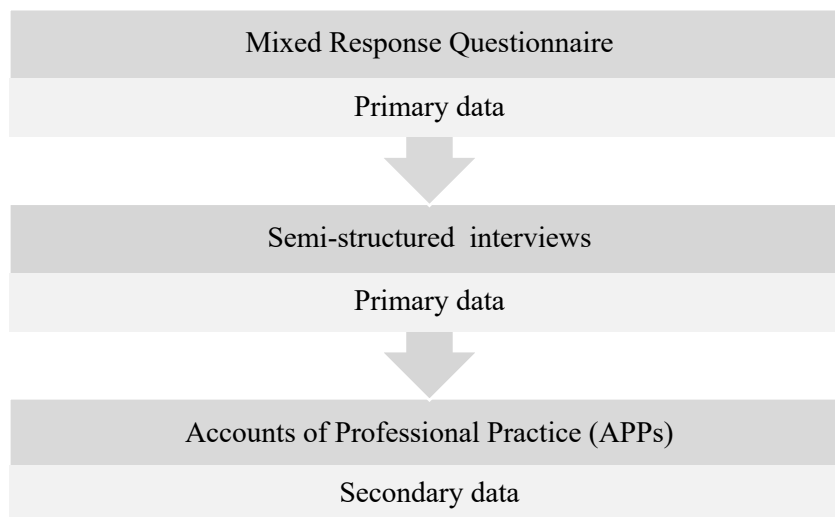 Mixed Response Questionnaire
Primary data
Semi-structured interviews
Primary data
Accounts of Professional Practice (APPs)
Secondary data